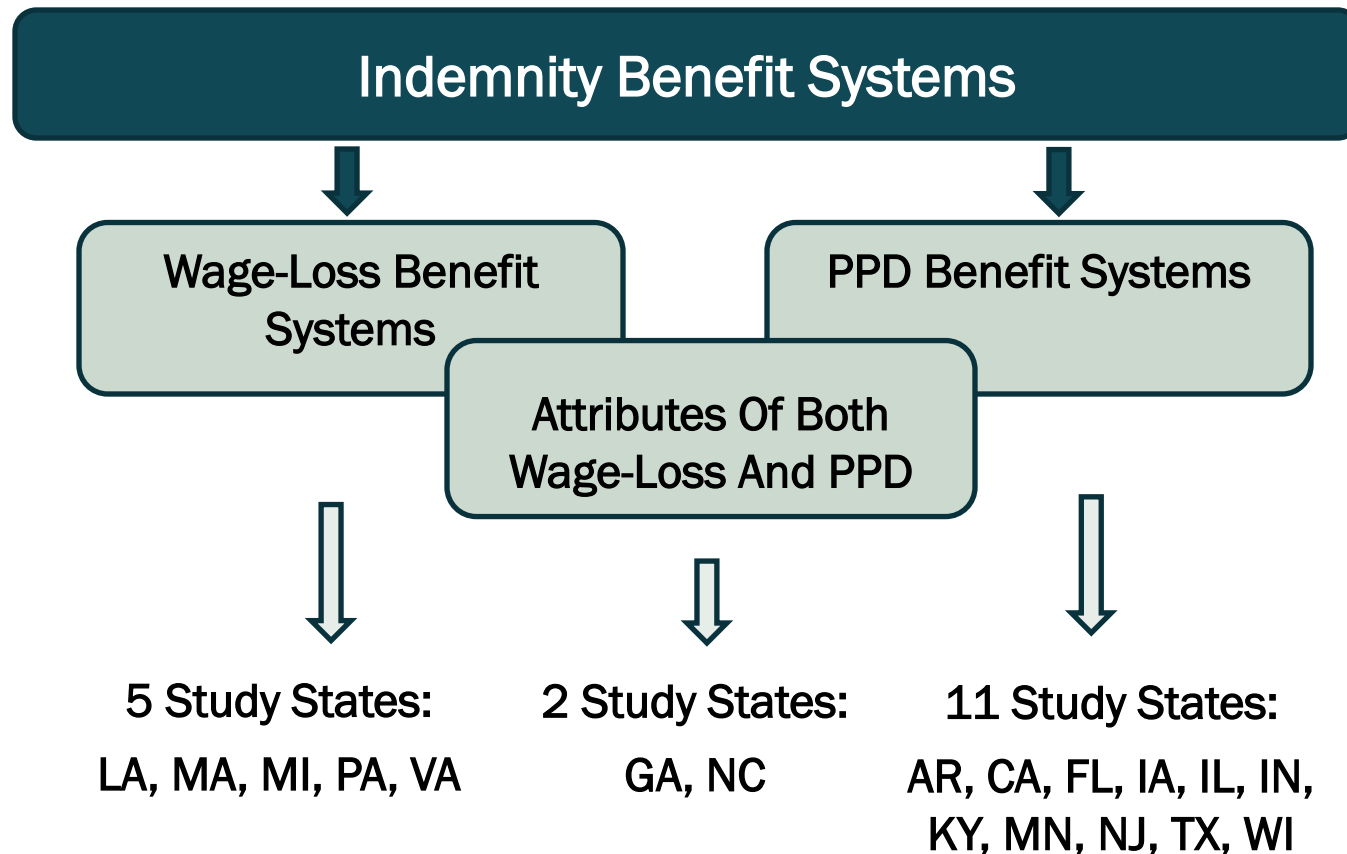 Indemnity Benefit Systems
Wage-Loss Benefit
Systems
PPD Benefit Systems
Attributes Of Both
Wage-Loss And PPD
5 Study States:
LA, MA, MI, PA, VA
2 Study States:
GA, NC
11 Study States:
AR, CA, FL, IA, IL, IN,
KY, MN, NJ, TX, WI